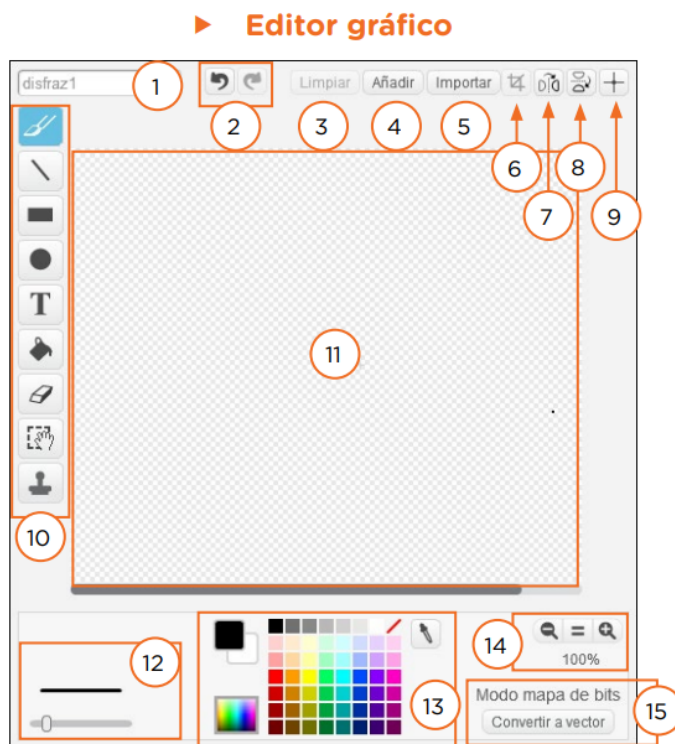 Editor gráfico
disfraz1
1
2
Limpiar
Añadir
Importar
3
4
5
6
7
8
9
T
10
11
12
13
14
100%
Modo mapa de bits
Convertir a vector
15